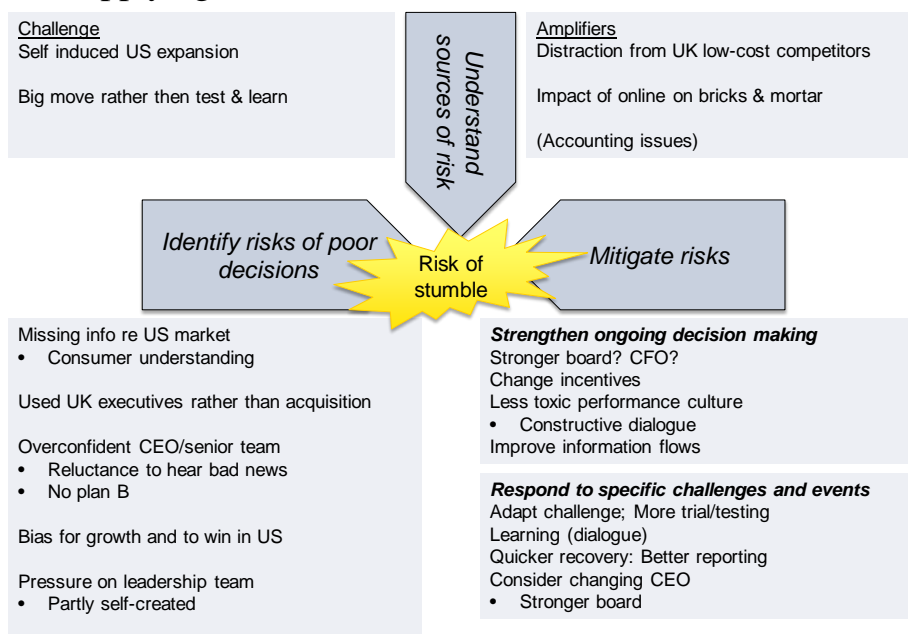 Challenge
Self induced US expansion
Big move rather then test & learn
Understand
sources of risk
Amplifiers
Distraction from UK low-cost competitors
Impact of online on bricks & mortar
(Accounting issues)
Identify risks of poor
decisions
Risk of
stumble
Mitigate risks
Missing info re US market
• Consumer understanding
Used UK executives rather than acquisition
Overconfident CEO/senior team
• Reluctance to hear bad news
• No plan B
Bias for growth and to win in US
Pressure on leadership team
• Partly self-created
Strengthen ongoing decision making
Stronger board? CFO?
Change incentives
Less toxic performance culture
• Constructive dialogue
Improve information flows
Respond to specific challenges and events
Adapt challenge; More trial/testing
Learning (dialogue)
Quicker recovery: Better reporting
Consider changing CEO
• Stronger board